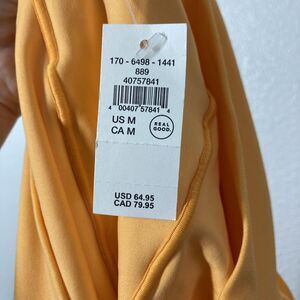 170 - 6498 - 1441
889
40757841
4 00407 57841 4
US M
CA M
REAL
GOOD.
USD 64.95
CAD 79.95